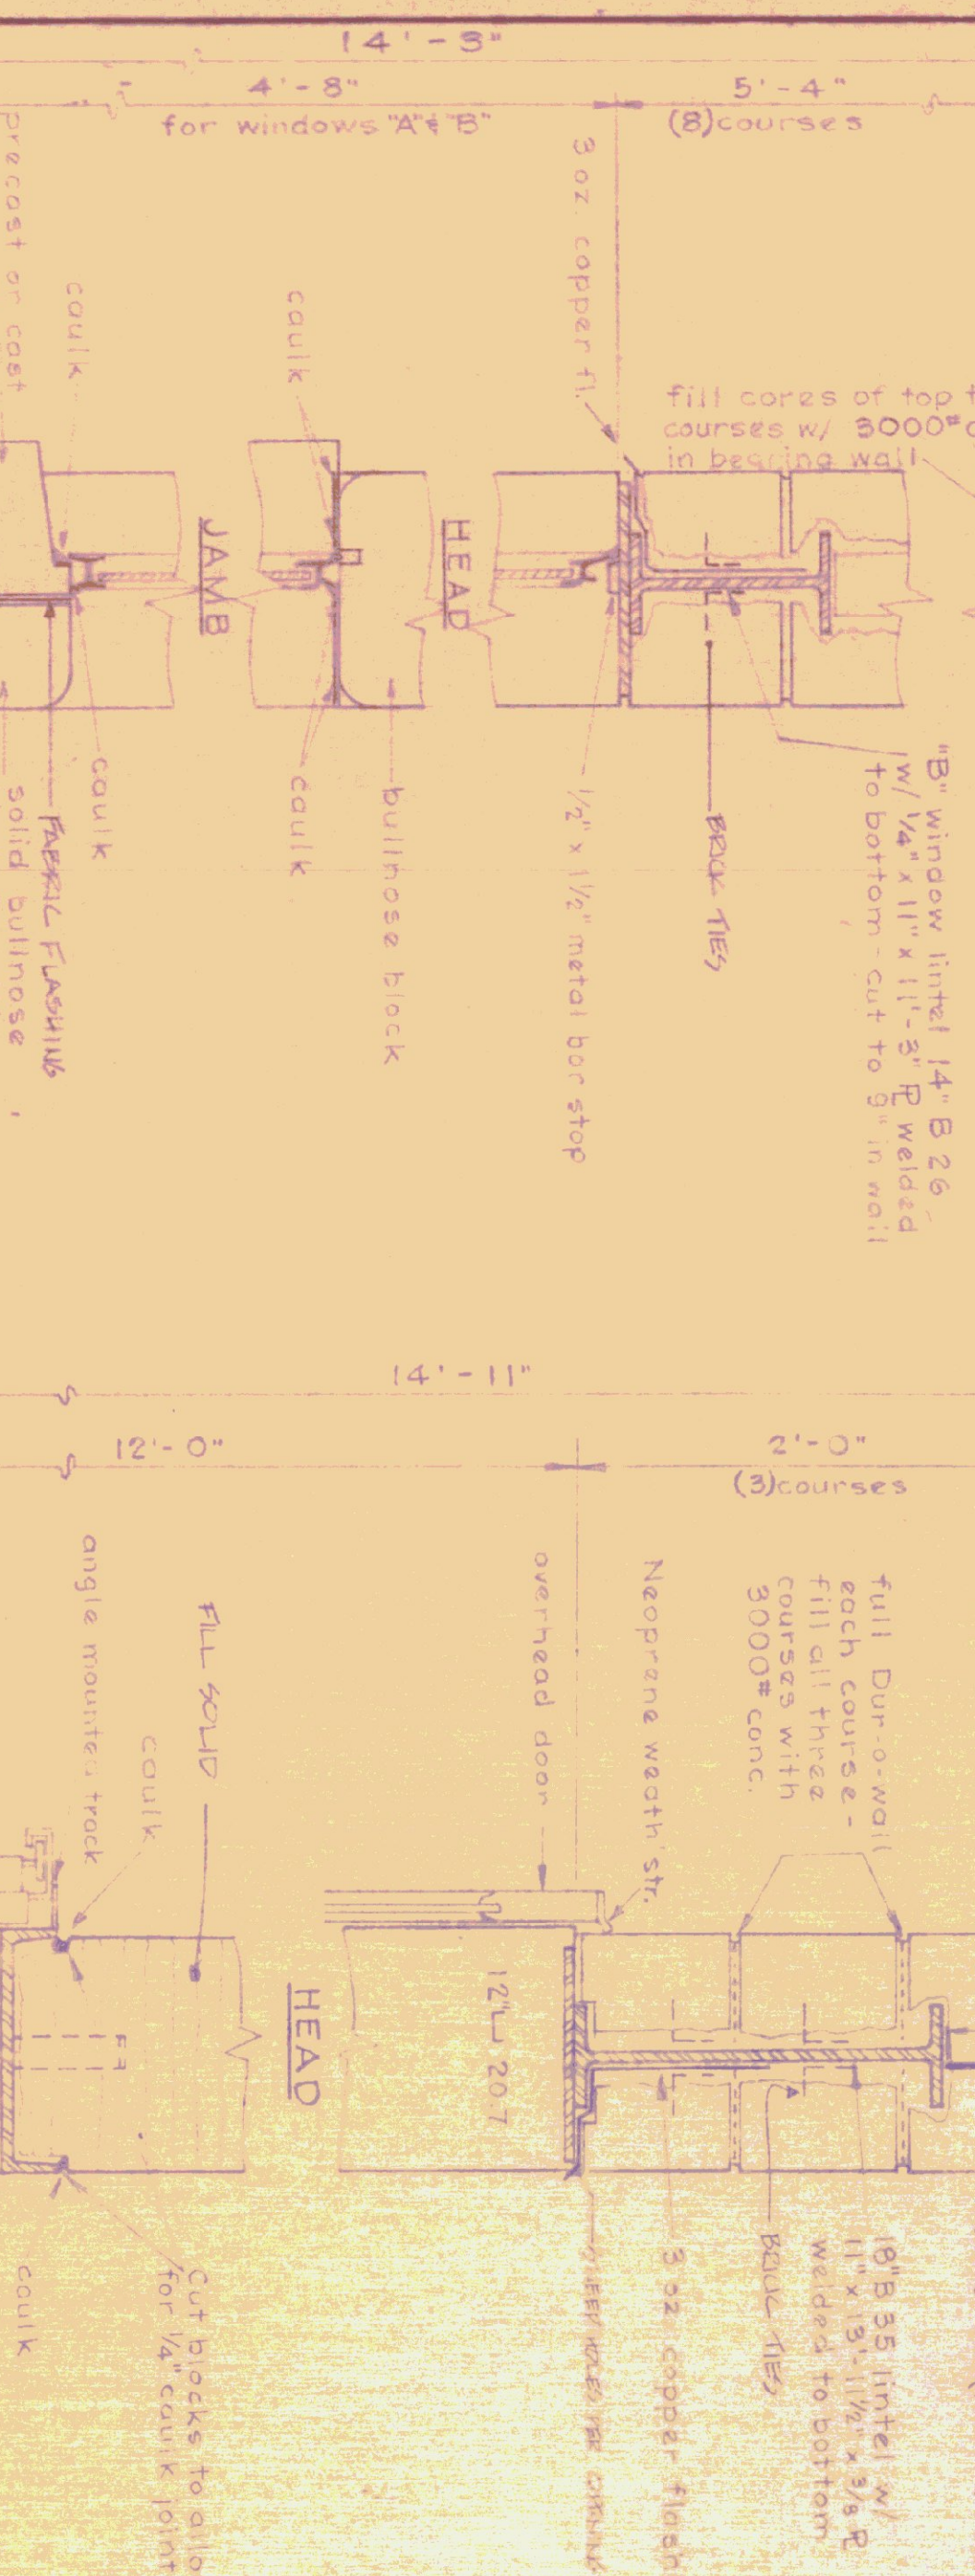 14'-3"
4'-8"
for windows "A" & "B"
5'-4"
(8)courses
precast or cast
caulk
caulk
3 oz. copper fl.
fill cores of top
courses w/ 3000#
in bearing wall
JAMB
HEAD
solid bullnose
FABRIC FLASHING
caulk
caulk
bullnose block
1/2" x 1 1/2" metal bar stop
BRICK TIES
"B" window lintel 14" B 26
w/ 1/4" x 11" x 11'-3" PL welded
to bottom - cut to 9" in wall
14'-11"
12'-0"
2'-0"
(3)courses
angle mounted track
caulk
FILL SOLID
overhead door
Neoprene weath'str.
full Dur-o-wall
each course -
fill all three
courses with
3000# conc.
HEAD
12"⊔ 20.7
caulk
Cut blocks to allo
for 1/4" caulk joint
WEEP HOLES PER OPENING
3 oz copper flash
BRICK TIES
18" B 35 lintel w/
11" x 13'-11 1/2" x 3/8 PL
welded to bottom